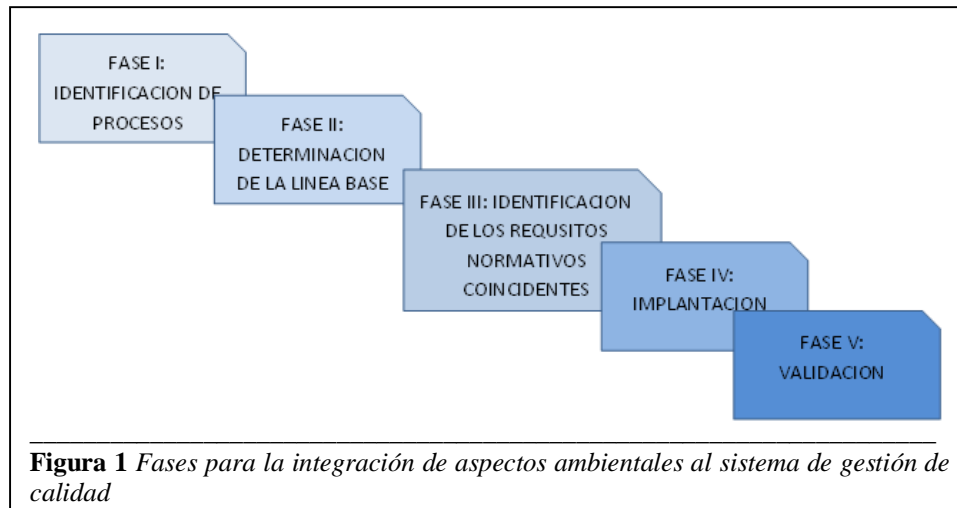 FASE I:
IDENTIFICACION DE
PROCESOS
FASE II:
DETERMINACION
DE LA LINEA BASE
FASE III: IDENTIFICACION
DE LOS REQUSITOS
NORMATIVOS
COINCIDENTES
FASE IV:
IMPLANTACION
FASE V:
VALIDACION
Figura 1 Fases para la integración de aspectos ambientales al sistema de gestión de
calidad